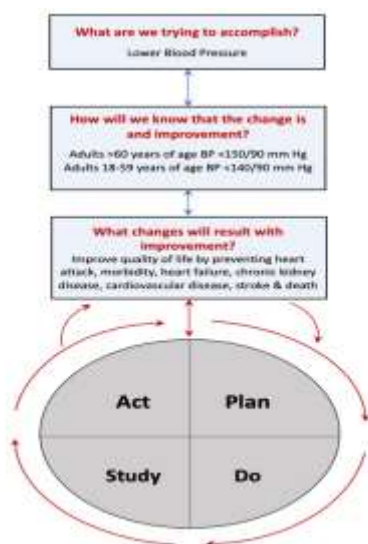 What are we trying to accomplish?
Lower Blood Pressure
How will we know that the change is
and improvement?
Adults >60 years of age BP <150/90 mm Hg
Adults 18-59 years of age BP <140/90 mm Hg
What changes will result with
improvement?
Improve quality of life by preventing heart
attack, morbidity, heart failure, chronic kidney
disease, cardiovascular disease, stroke & death
Act
Plan
Study
Do